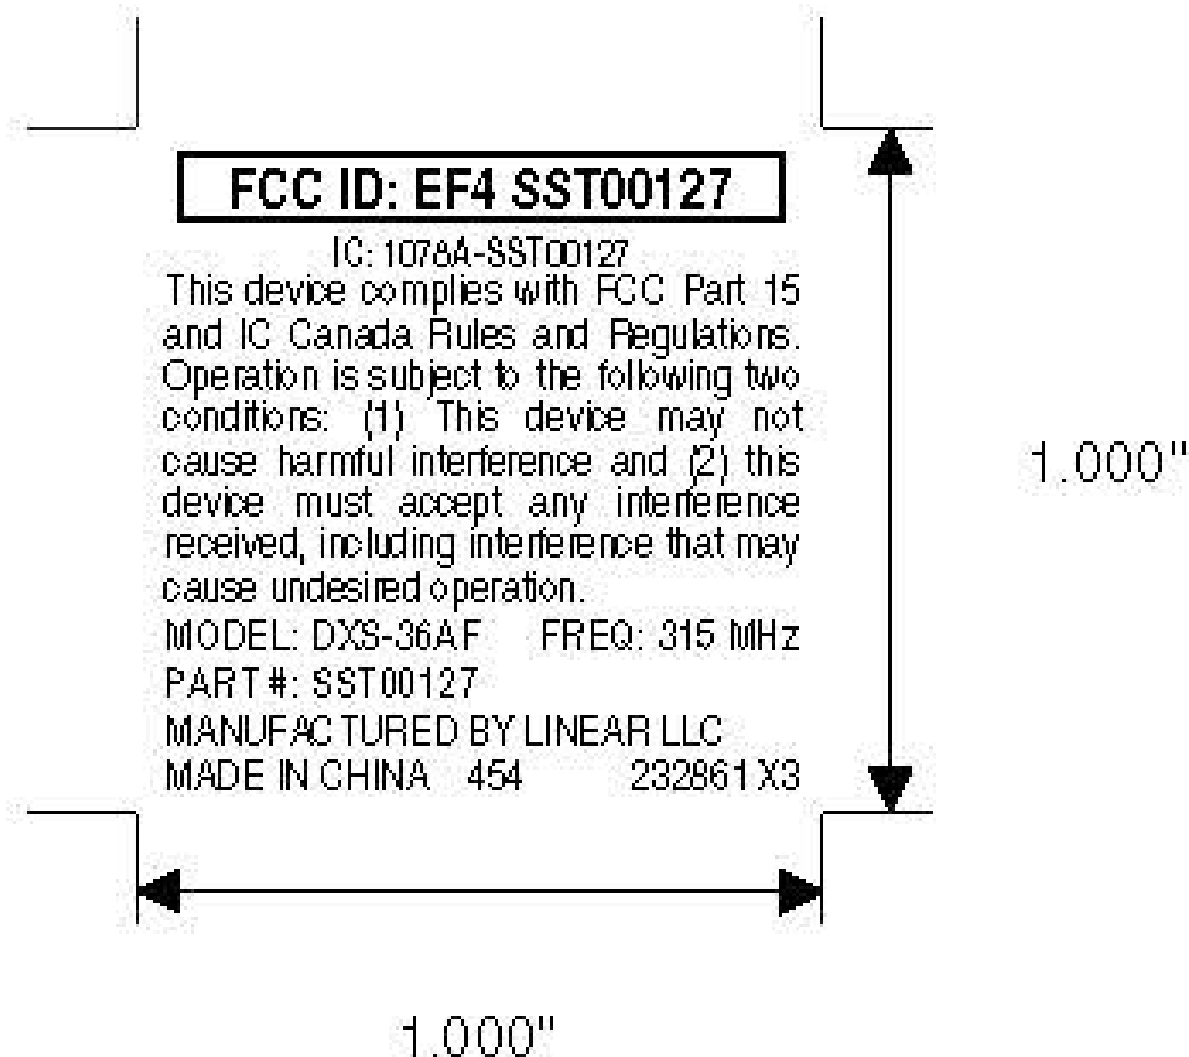 FCC ID: EF4 SST00127
IC: 1078A-SST00127
This device complies with FCC Part 15
and IC Canada Rules and Regulations.
Operation is subject to the following two
conditions: (1) This device may not
cause harmful interference and (2) this
device must accept any interference
received, including interference that may
cause undesired operation.
MODEL: DXS-36AF FREQ: 315 MHz
PART #: SST00127
MANUFACTURED BY LINEAR LLC
MADE IN CHINA 454 232861 X3
1.000"
1.000"